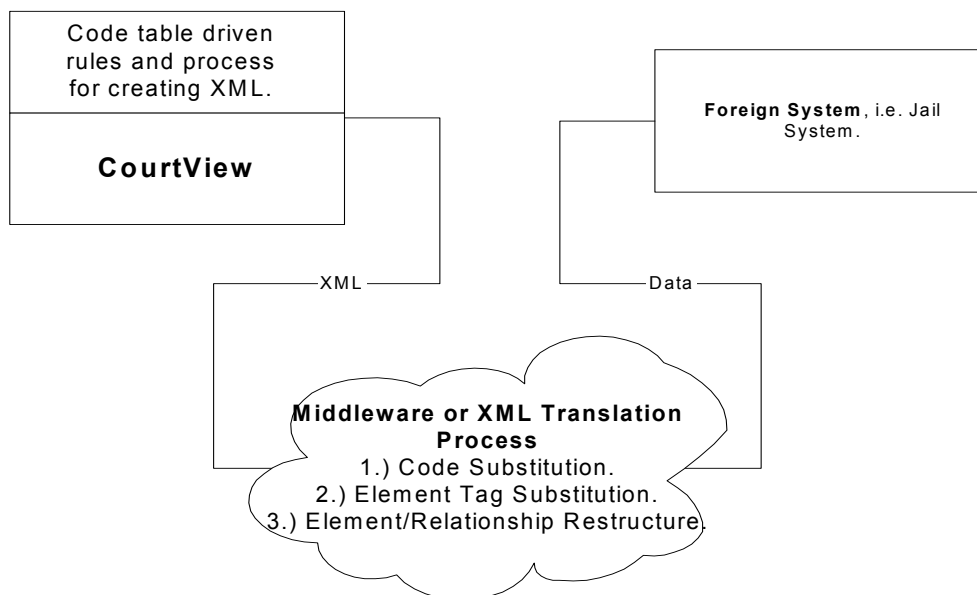 Code table driven
rules and process
for creating XML.
CourtView
Foreign System, i.e. Jail
System.
XML
Data
Middleware or XML Translation
Process
1.) Code Substitution.
2.) Element Tag Substitution.
3.) Element/Relationship Restructure.